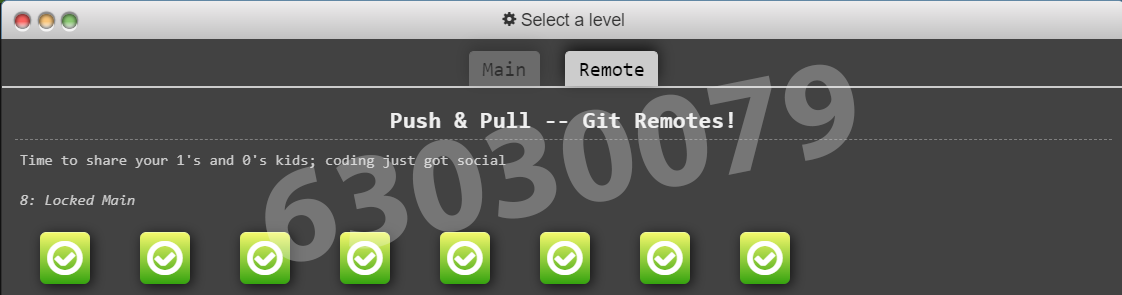 Select a level
Main
Remote
Push & Pull -- Git Remotes!
Time to share your 1's and 0's kids; coding just got social
8: Locked Main
63030079